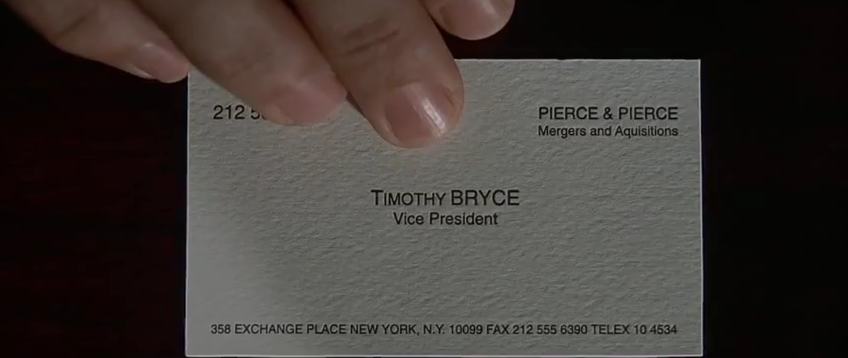 212 5
PIERCE & PIERCE
Mergers and Aquisitions
TIMOTHY BRYCE
Vice President
358 EXCHANGE PLACE NEW YORK, N.Y. 10099 FAX 212 555 6390 TELEX 10 4534